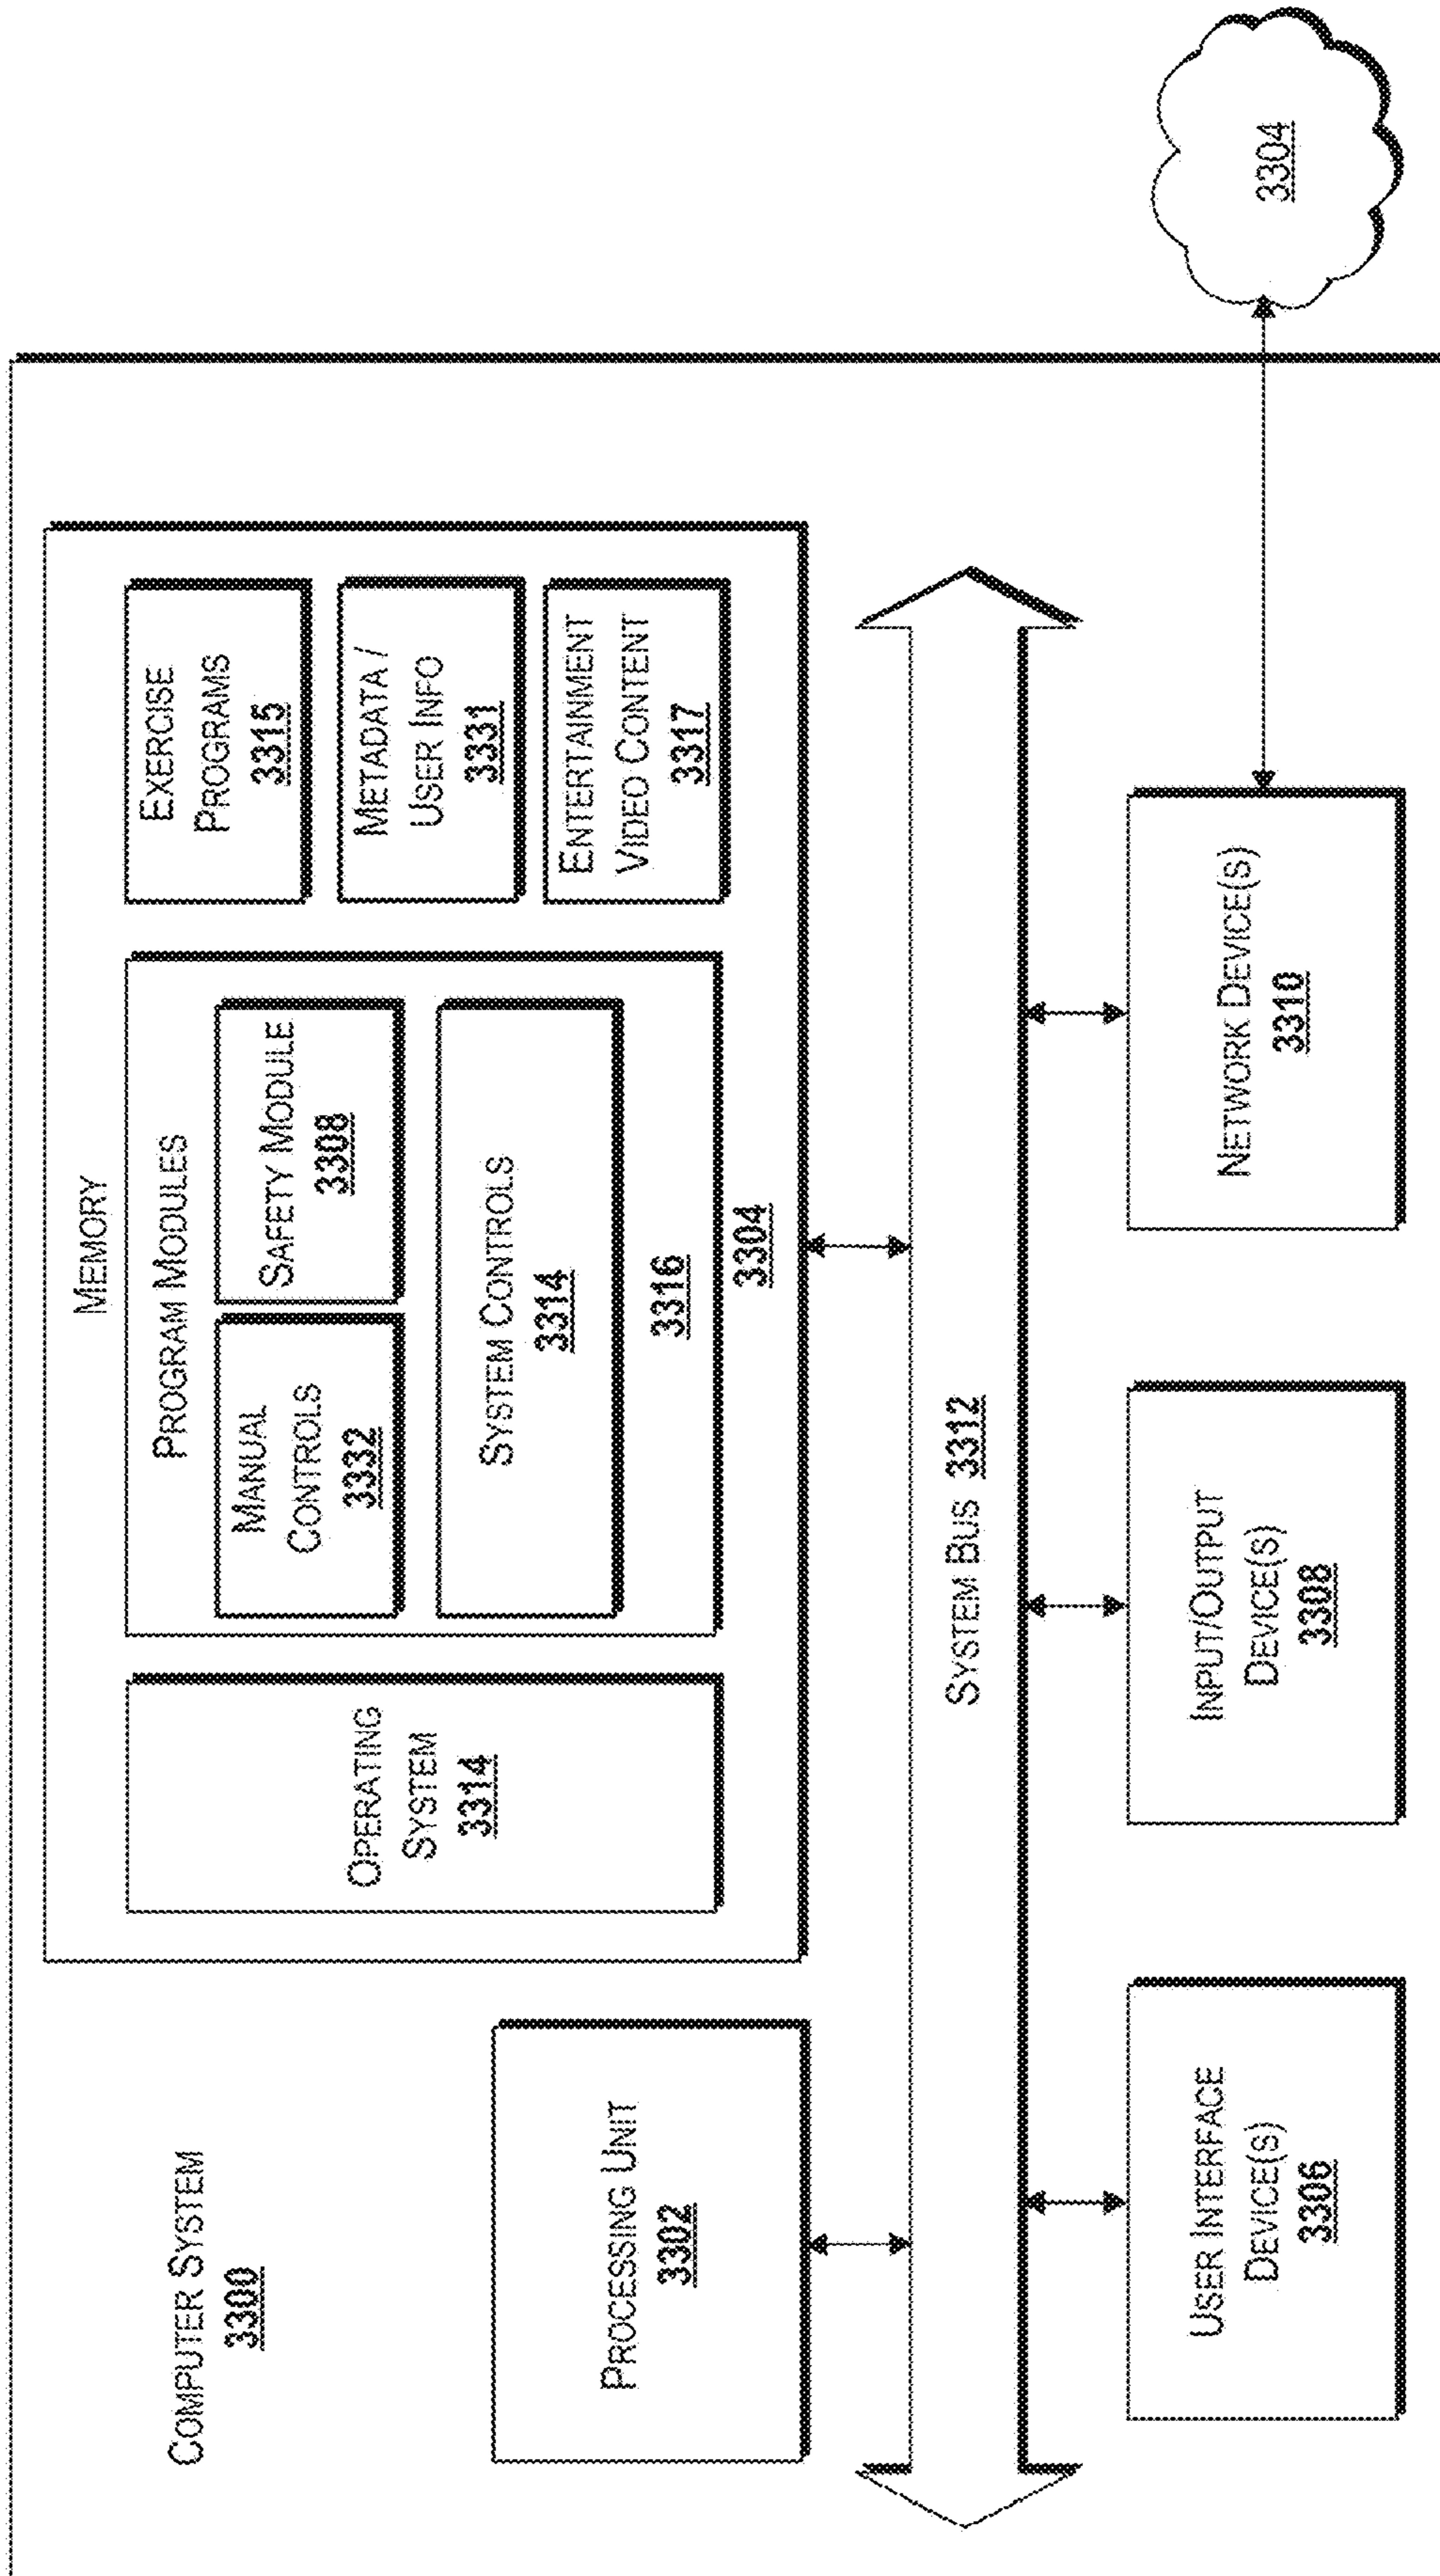 COMPUTER SYSTEM
3300
PROCESSING UNIT
3302
MEMORY
OPERATING
SYSTEM
3314
PROGRAM MODULES
MANUAL
CONTROLS
3332
SAFETY MODULE
3308
SYSTEM CONTROLS
3314
3316
3304
EXERCISE
PROGRAMS
3315
METADATA /
USER INFO
3331
ENTERTAINMENT
VIDEO CONTENT
3317
SYSTEM BUS 3312
USER INTERFACE
DEVICE(S)
3306
INPUT/OUTPUT
DEVICE(S)
3308
NETWORK DEVICE(S)
3310
3304